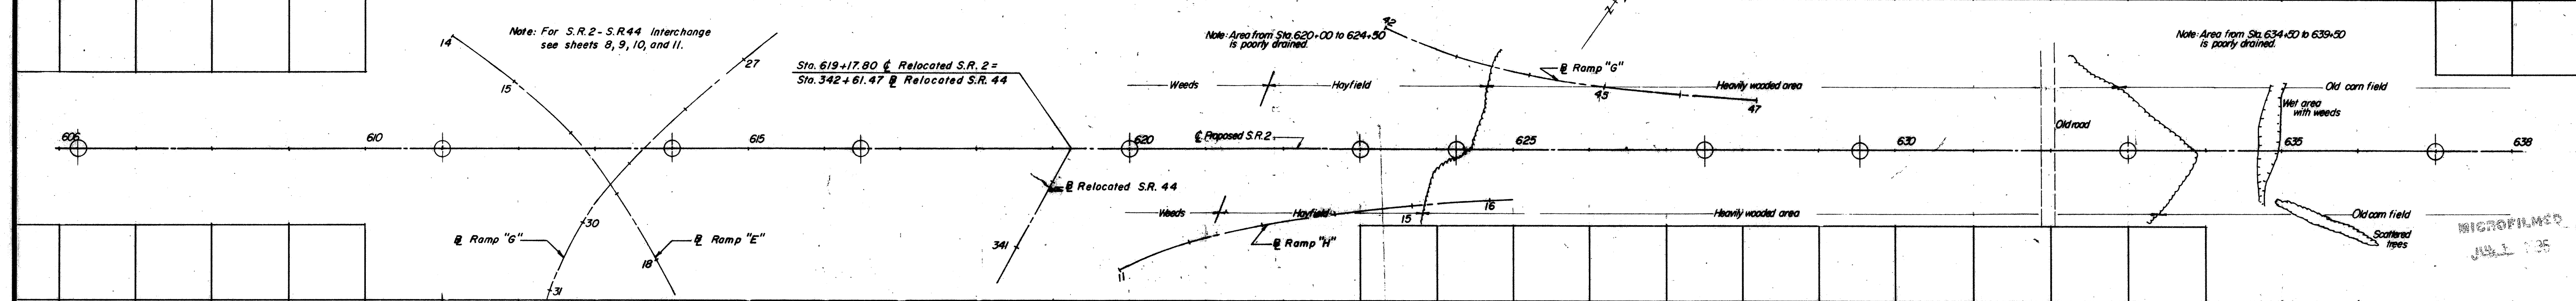 Note: For S.R.2 - S.R.44 Interchange
see sheets 8, 9, 10, and 11.
14
15
27
Sta. 619+17.80 ℄ Relocated S.R. 2 =
Sta. 342+61.47 ⅊ Relocated S.R. 44
Note: Area from Sta. 620+00 to 624+50
is poorly drained.
42
⅊ Ramp "G"
45
47
Weeds
Hayfield
Heavily wooded area
Note: Area from Sta. 634+50 to 639+50
is poorly drained.
Old corn field
Wet area
with weeds
606
610
615
620
℄ Proposed S.R.2
625
630
Old road
635
638
⅊ Relocated S.R. 44
Weeds
Hayfield
15
16
Heavily wooded area
Old corn field
Scattered
trees
30
⅊ Ramp "G"
⅊ Ramp "E"
18
31
341
11
⅊ Ramp "H"
MICROFILMED